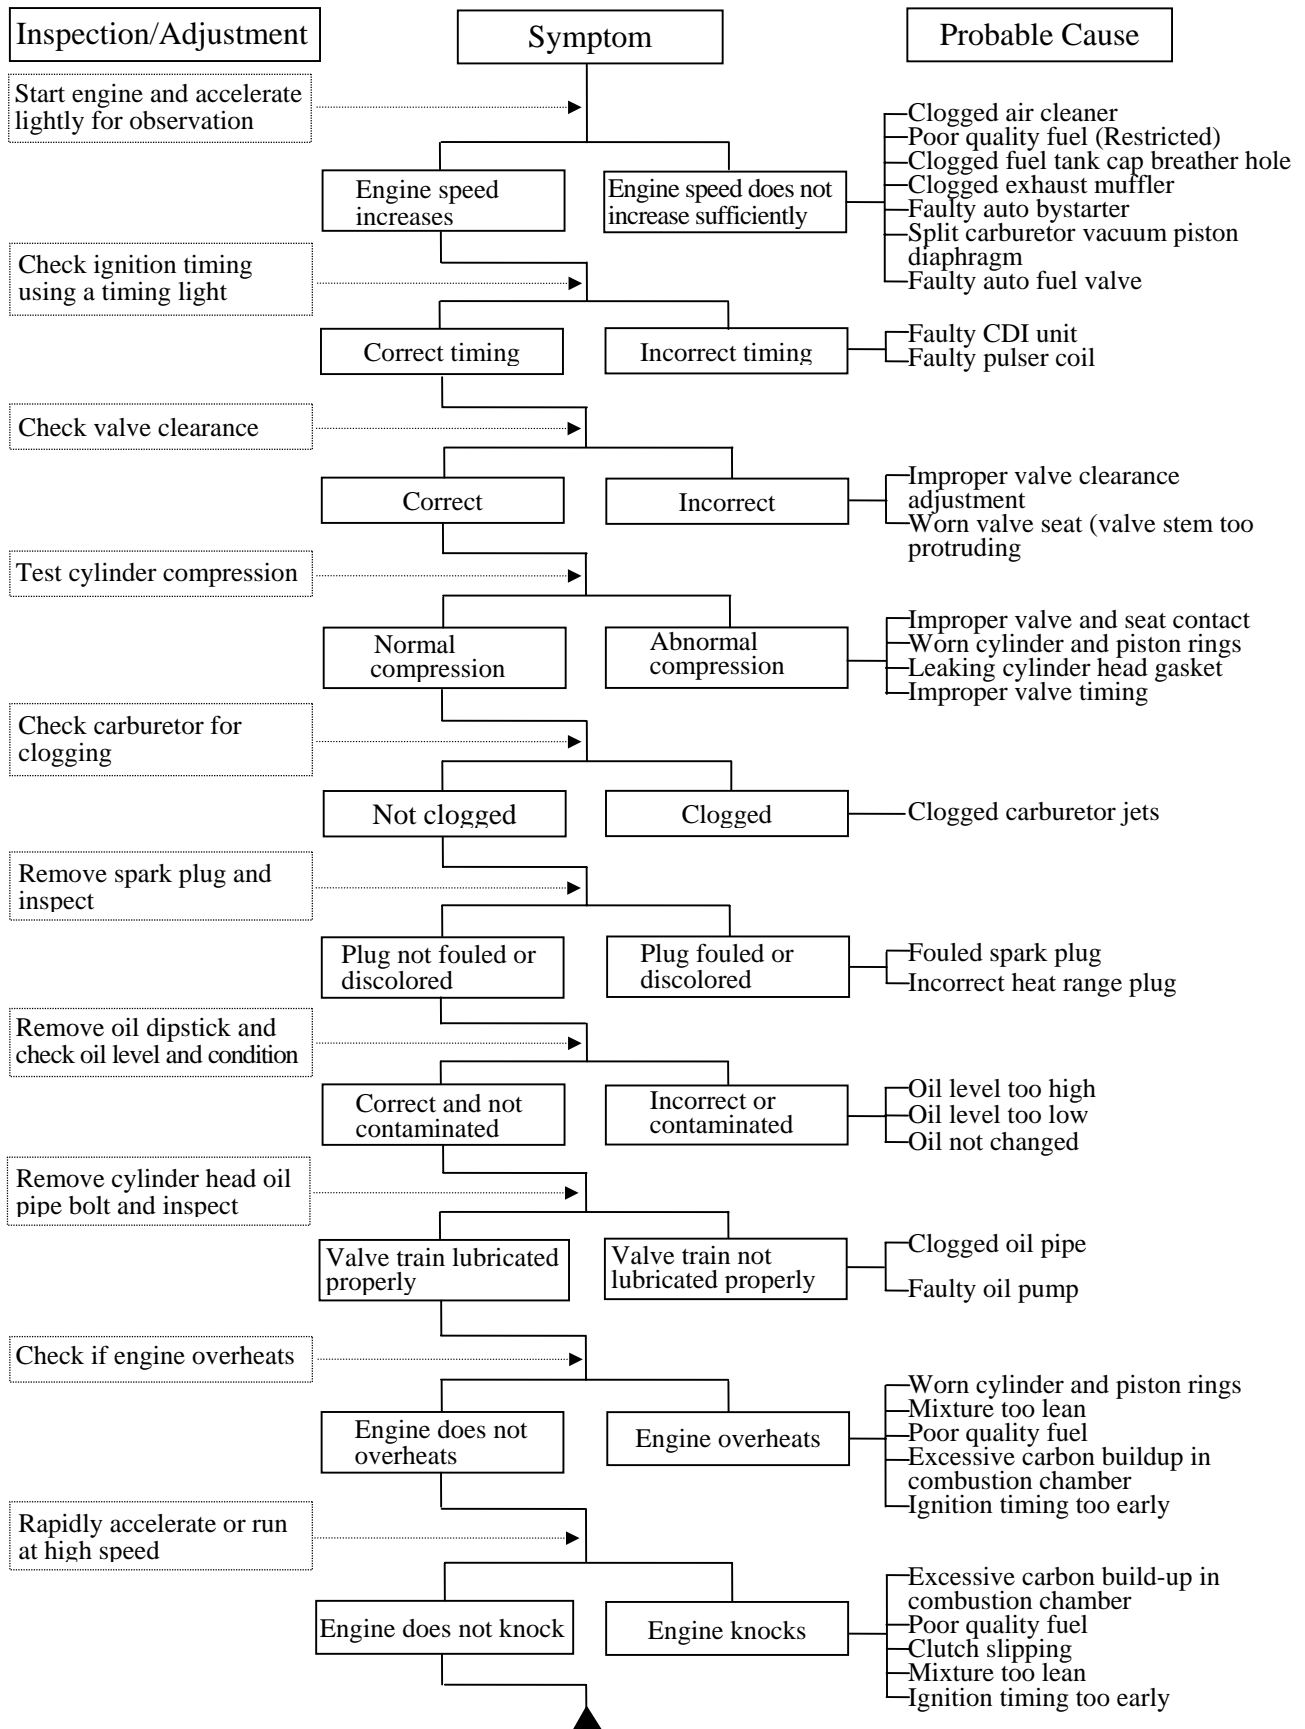 Inspection/Adjustment
Symptom
Probable Cause
Start engine and accelerate
lightly for observation
Engine speed
increases
Engine speed does not
increase sufficiently
Clogged air cleaner
Poor quality fuel (Restricted)
Clogged fuel tank cap breather hole
Clogged exhaust muffler
Faulty auto bystarter
Split carburetor vacuum piston
diaphragm
Faulty auto fuel valve
Check ignition timing
using a timing light
Correct timing
Incorrect timing
Faulty CDI unit
Faulty pulser coil
Check valve clearance
Correct
Incorrect
Improper valve clearance
adjustment
Worn valve seat (valve stem too
protruding
Test cylinder compression
Normal
compression
Abnormal
compression
Improper valve and seat contact
Worn cylinder and piston rings
Leaking cylinder head gasket
Improper valve timing
Check carburetor for
clogging
Not clogged
Clogged
Clogged carburetor jets
Remove spark plug and
inspect
Plug not fouled or
discolored
Plug fouled or
discolored
Fouled spark plug
Incorrect heat range plug
Remove oil dipstick and
check oil level and condition
Correct and not
contaminated
Incorrect or
contaminated
Oil level too high
Oil level too low
Oil not changed
Remove cylinder head oil
pipe bolt and inspect
Valve train lubricated
properly
Valve train not
lubricated properly
Clogged oil pipe
Faulty oil pump
Check if engine overheats
Engine does not
overheats
Engine overheats
Worn cylinder and piston rings
Mixture too lean
Poor quality fuel
Excessive carbon buildup in
combustion chamber
Ignition timing too early
Rapidly accelerate or run
at high speed
Engine does not knock
Engine knocks
Excessive carbon build-up in
combustion chamber
Poor quality fuel
Clutch slipping
Mixture too lean
Ignition timing too early